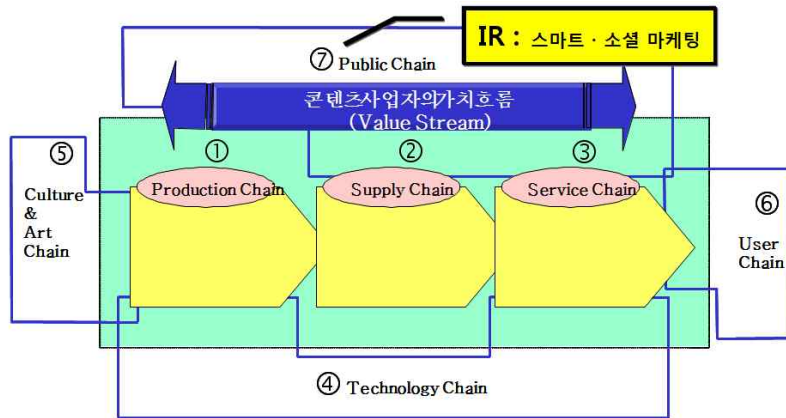 IR : 스마트 · 소셜 마케팅
⑦ Public Chain
콘텐츠사업자의가치흐름
(Value Stream)
⑤
Culture
&
Art
Chain
①
Production Chain
②
Supply Chain
③
Service Chain
⑥
User
Chain
④ Technology Chain